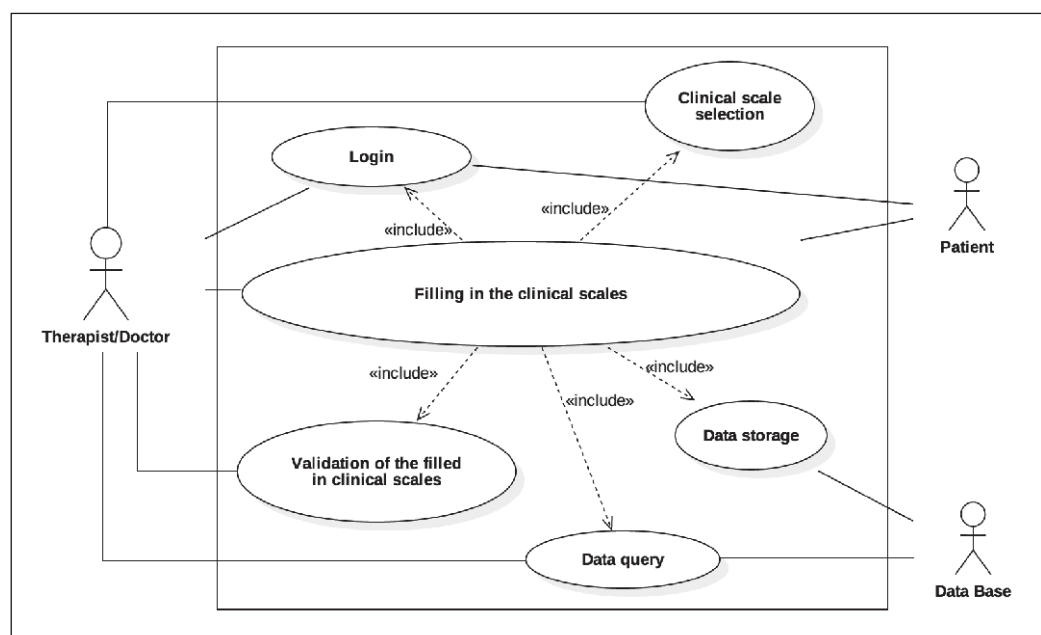 Clinical scale
selection
Login
«include»
«include»
Patient
Filling in the clinical scales
Therapist/Doctor
«include»
«include»
«include»
Data storage
Validation of the filled
in clinical scales
Data query
Data Base